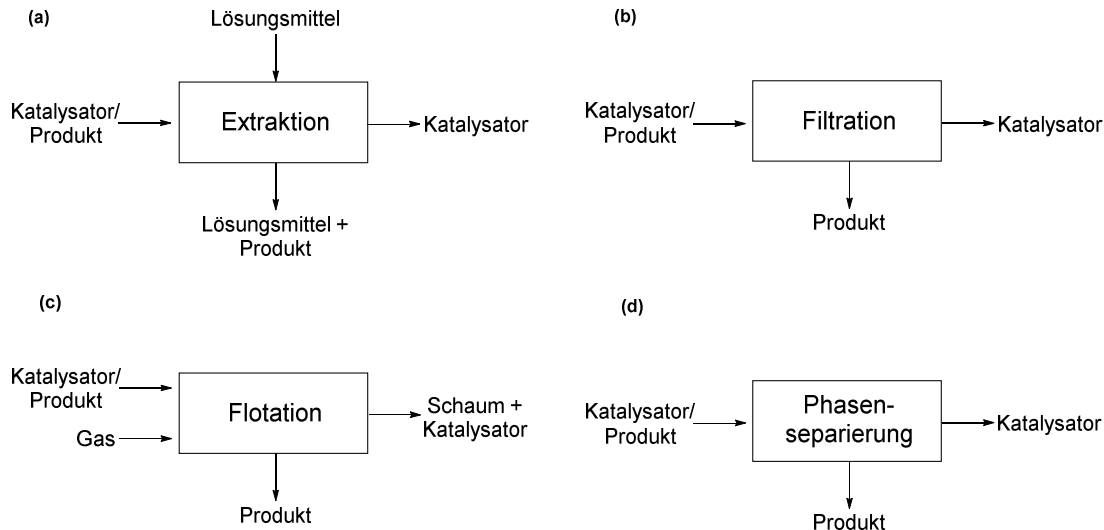 (a)
Lösungsmittel
Katalysator/
Produkt
Extraktion
Katalysator
Lösungsmittel +
Produkt
(b)
Katalysator/
Produkt
Filtration
Katalysator
Produkt
(c)
Katalysator/
Produkt
Gas
Flotation
Schaum +
Katalysator
Produkt
(d)
Katalysator/
Produkt
Phasen-
separierung
Katalysator
Produkt